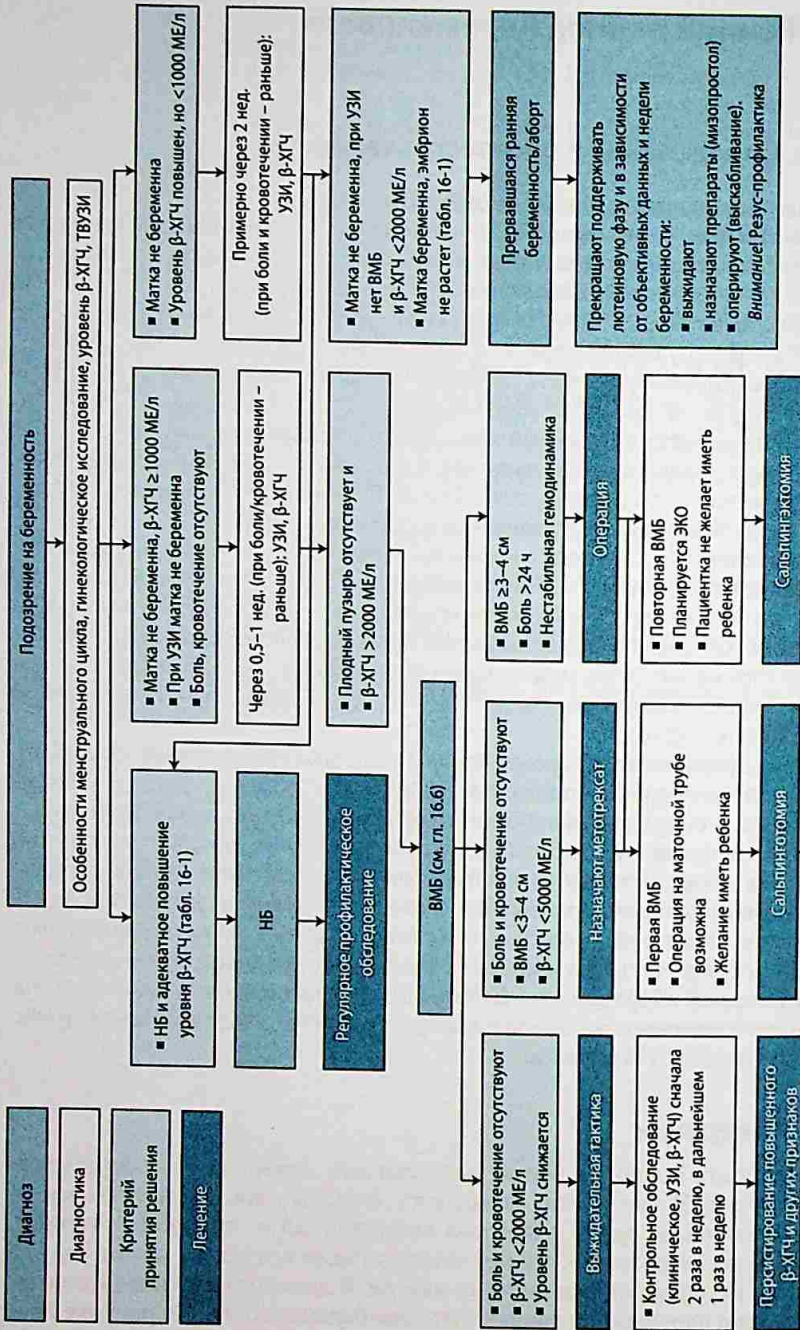 Диагноз
Диагностика
Критерий
принятия решения
Лечение
Подозрение на беременность
Особенности менструального цикла, гинекологическое исследование, уровень β-ХГЧ, ТВУЗИ
▪ НБ и адекватное повышение
уровня β-ХГЧ (табл. 16-1)
НБ
Регулярное профилактическое
обследование
▪ Матка не беременна, β-ХГЧ ≥1000 МЕ/л
▪ При УЗИ матка не беременна
▪ Боль, кровотечение отсутствуют
Через 0,5–1 нед. (при боли/кровотечении –
раньше): УЗИ, β-ХГЧ
▪ Плодный пузырь отсутствует и
▪ β-ХГЧ >2000 МЕ/л
▪ Матка не беременна
▪ Уровень β-ХГЧ повышен, но <1000 МЕ/л
Примерно через 2 нед.
(при боли и кровотечении – раньше):
УЗИ, β-ХГЧ
▪ Матка не беременна, при УЗИ
нет ВМБ
и β-ХГЧ <2000 МЕ/л
▪ Матка беременна, эмбрион
не растет (табл. 16-1)
Прервавшаяся ранняя
беременность/аборт
Прекращают поддерживать
лютеиновую фазу и в зависимости
от объективных данных и недели
беременности:
▪ выжидают
▪ назначают препараты (мизопростол)
▪ оперируют (выскабливание).
Внимание! Резус-профилактика
ВМБ (см. гл. 16.6)
▪ Боль и кровотечение отсутствуют
▪ β-ХГЧ <2000 МЕ/л
▪ Уровень β-ХГЧ снижается
Выжидательная тактика
▪ Контрольное обследование
(клиническое, УЗИ, β-ХГЧ) сначала
2 раза в неделю, в дальнейшем
1 раз в неделю
Персистирование повышенного
β-ХГЧ и других признаков
▪ Боль и кровотечение отсутствуют
▪ ВМБ <3–4 см
▪ β-ХГЧ <5000 МЕ/л
Назначают метотрексат
▪ Первая ВМБ
▪ Операция на маточной трубе
возможна
▪ Желание иметь ребенка
Сальпинготомия
▪ ВМБ ≥3–4 см
▪ Боль >24 ч
▪ Нестабильная гемодинамика
Операция
▪ Повторная ВМБ
▪ Планируется ЭКО
▪ Пациентка не желает иметь
ребенка
Сальпингэктомия